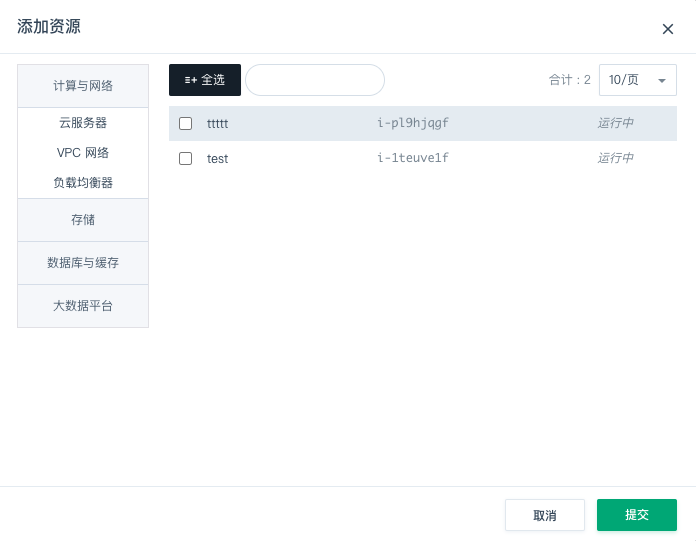 添加资源
计算与网络
云服务器
VPC 网络
负载均衡器
存储
数据库与缓存
大数据平台
全选
合计：2 10/页
ttttt i-pl9hjqgf 运行中
test i-1teuve1f 运行中
取消 提交